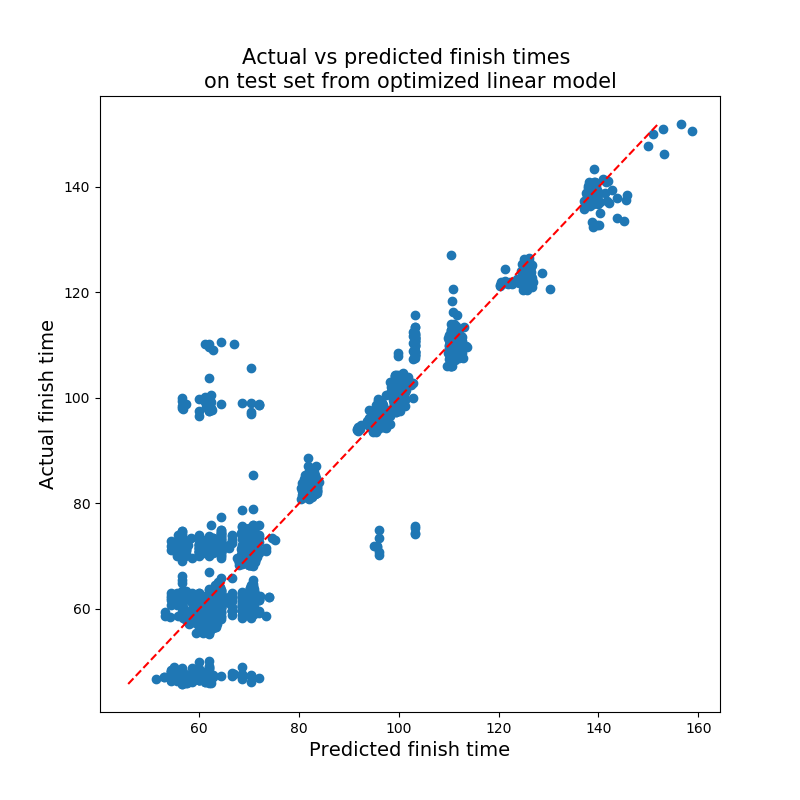 Actual vs predicted finish times
on test set from optimized linear model
Actual finish time
140
120
100
80
60
60 80 100 120 140 160
Predicted finish time